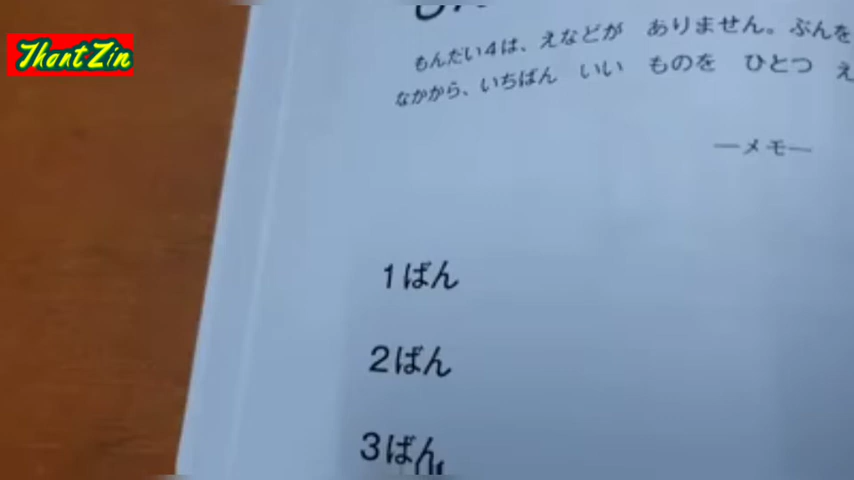 Thant Zin
もんだい4は、えなどが ありません。ぶんを
なかから、いちばん いい ものを ひとつ え
―メモ―
1ばん
2ばん
3ばん